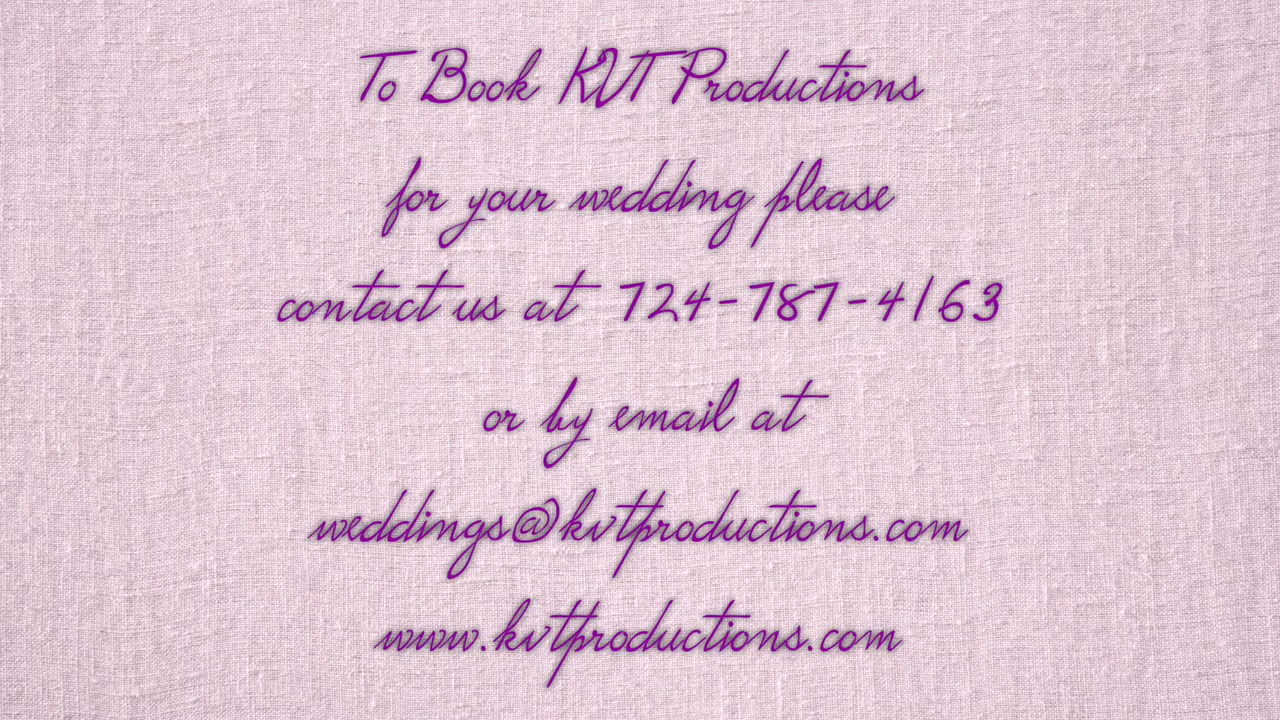 To Book KVT Productions
for your wedding please
contact us at 724-787-4163
or by email at
weddings@kvtproductions.com
www.kvtproductions.com